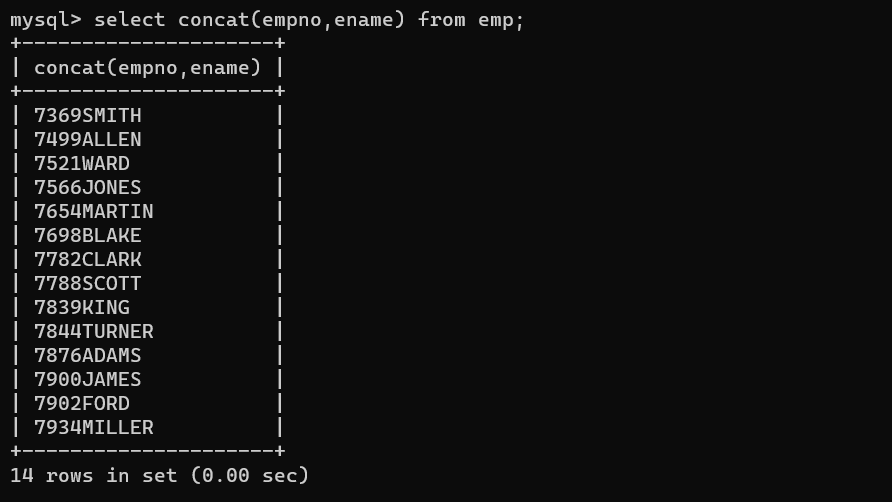 mysql> select concat(empno,ename) from emp;
+---------------------+
| concat(empno,ename) |
+---------------------+
| 7369SMITH           |
| 7499ALLEN           |
| 7521WARD            |
| 7566JONES           |
| 7654MARTIN          |
| 7698BLAKE           |
| 7782CLARK           |
| 7788SCOTT           |
| 7839KING            |
| 7844TURNER          |
| 7876ADAMS           |
| 7900JAMES           |
| 7902FORD            |
| 7934MILLER          |
+---------------------+
14 rows in set (0.00 sec)